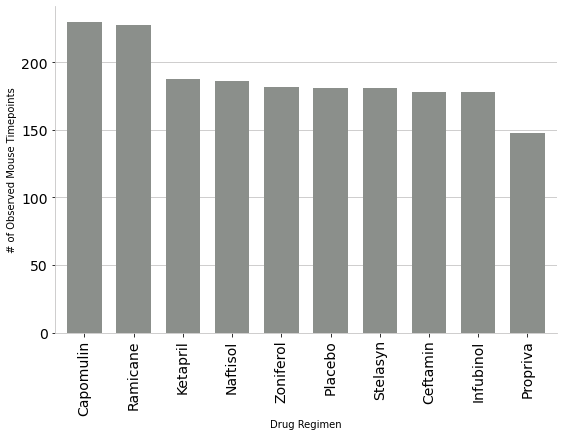 200
150
100
50
0
# of Observed Mouse Timepoints
Capomulin
Ramicane
Ketapril
Naftisol
Zoniferol
Placebo
Stelasyn
Ceftamin
Infubinol
Propriva
Drug Regimen